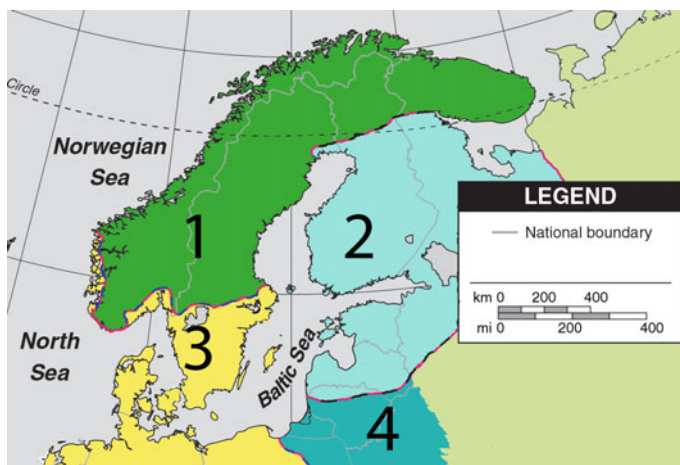 Circle
Norwegian
Sea
1
2
LEGEND
National boundary
km 0 200 400
mi 0 200 400
North
Sea
3
Baltic Sea
4